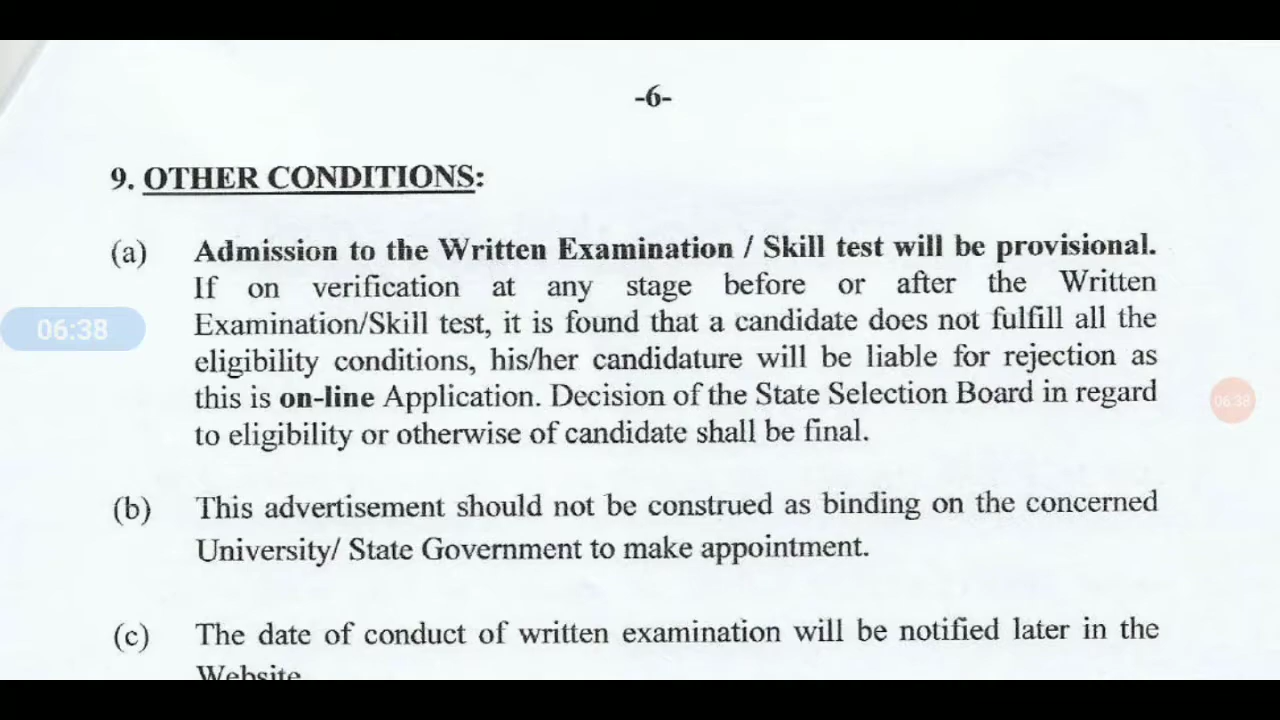 -6-
9. OTHER CONDITIONS:
(a) Admission to the Written Examination / Skill test will be provisional.
If on verification at any stage before or after the Written
Examination/Skill test, it is found that a candidate does not fulfill all the
06:38
eligibility conditions, his/her candidature will be liable for rejection as
this is on-line Application. Decision of the State Selection Board in regard
06:38
to eligibility or otherwise of candidate shall be final.
(b) This advertisement should not be construed as binding on the concerned
University/ State Government to make appointment.
(c) The date of conduct of written examination will be notified later in the
Website